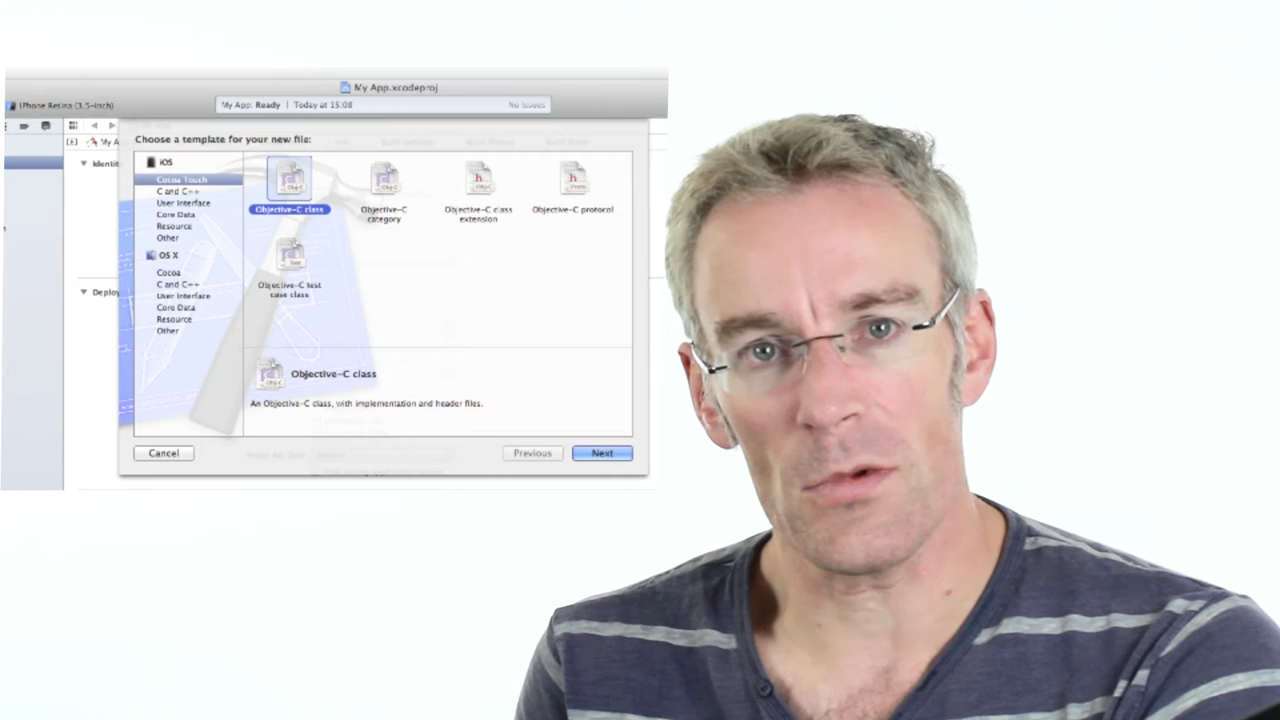 My App.xcodeproj
iPhone Retina (3.5-inch)
My App: Ready | Today at 15:08
No Issues
My A
Choose a template for your new file:
Identit
iOS
Cocoa Touch
C and C++
User Interface
Core Data
Resource
Other
OS X
Cocoa
C and C++
User Interface
Core Data
Resource
Other
Deploy
Objective-C class
Objective-C
category
Objective-C class
extension
Objective-C protocol
Objective-C test
case class
Objective-C class
An Objective-C class, with implementation and header files.
Cancel
Previous
Next